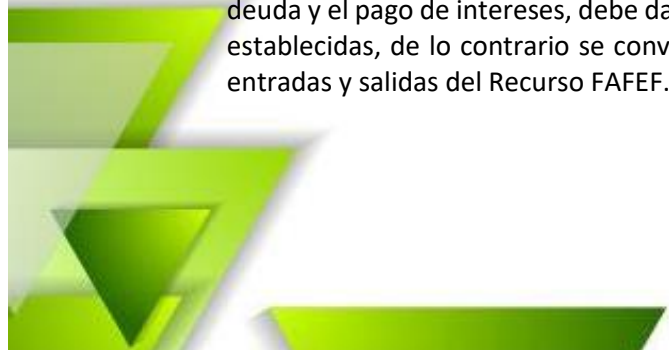 deuda y el pago de intereses, debe da
establecidas, de lo contrario se conv
entradas y salidas del Recurso FAFEF.